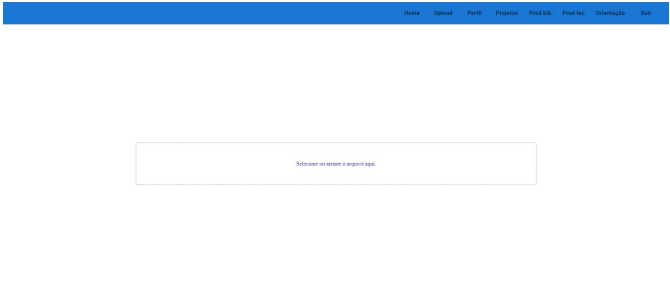 Home Upload Perfil Projetos Prod bib Prod tec Orientação Sair
Selecione ou arraste o arquivo aqui.